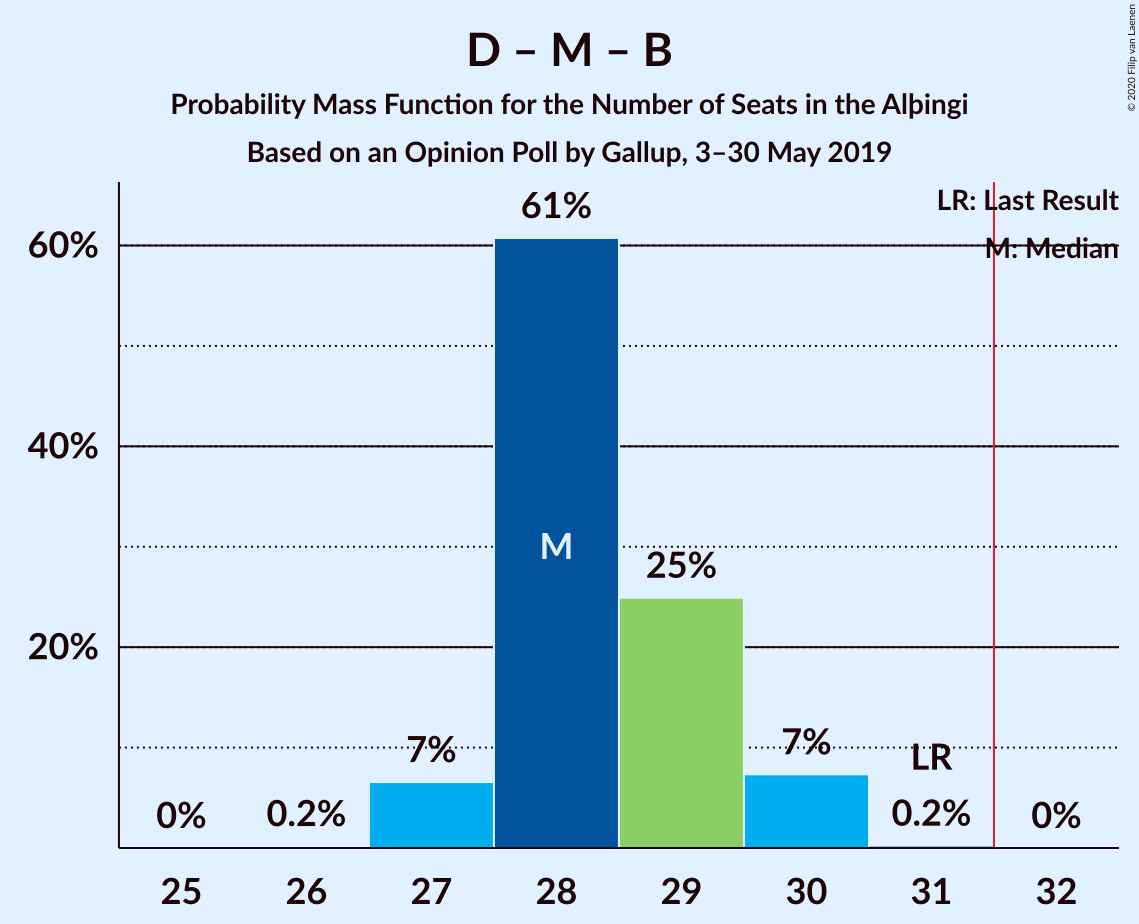 D – M – B
Probability Mass Function for the Number of Seats in the Alþingi
Based on an Opinion Poll by Gallup, 3–30 May 2019
© 2020 Filip van Laenen
LR: Last Result
M: Median
60%
40%
20%
0%
0.2%
7%
61%
M
25%
7%
LR
0.2%
0%
25 26 27 28 29 30 31 32